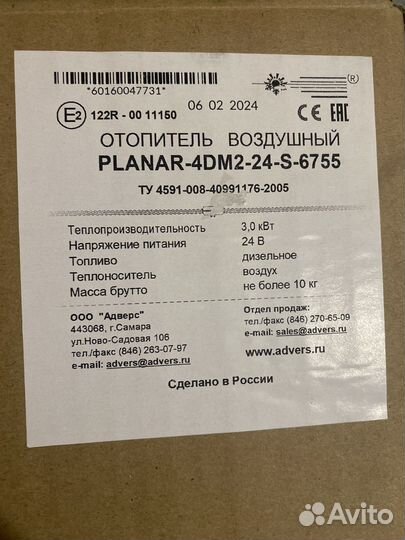 *60160047731*
06 02 2024
(R)
E2 122R - 00 11150
CE EAC
ОТОПИТЕЛЬ ВОЗДУШНЫЙ
PLANAR-4DM2-24-S-6755
ТУ 4591-008-40991176-2005
Теплопроизводительность 3,0 кВт
Напряжение питания 24 В
Топливо дизельное
Теплоноситель воздух
Масса брутто не более 10 кг
ООО "Адверс"
443068, г.Самара
ул.Ново-Садовая 106
тел./факс (846) 263-07-97
e-mail: advers@advers.ru
Отдел продаж:
тел./факс (846) 270-65-09
e-mail: sales@advers.ru
www.advers.ru
Сделано в России
Avito